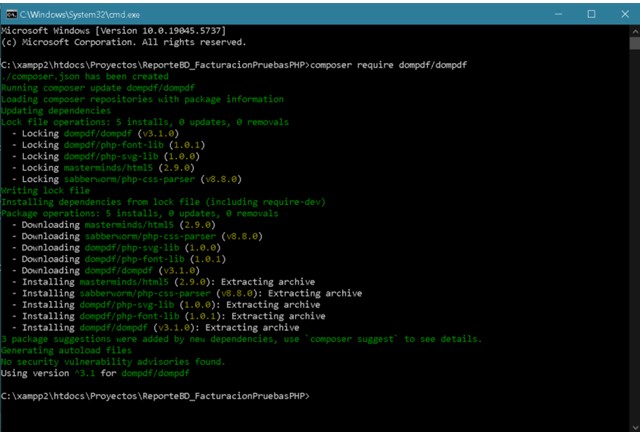 C:\Windows\System32\cmd.exe
Microsoft Windows [Version 10.0.19045.5737]
(c) Microsoft Corporation. All rights reserved.
C:\xampp2\htdocs\Proyectos\ReporteBD_FacturacionPruebasPHP>composer require dompdf/dompdf
./composer.json has been created
Running composer update dompdf/dompdf
Loading composer repositories with package information
Updating dependencies
Lock file operations: 5 installs, 0 updates, 0 removals
- Locking dompdf/dompdf (v3.1.0)
- Locking dompdf/php-font-lib (1.0.1)
- Locking dompdf/php-svg-lib (1.0.0)
- Locking masterminds/html5 (2.9.0)
- Locking sabberworm/php-css-parser (v8.8.0)
Writing lock file
Installing dependencies from lock file (including require-dev)
Package operations: 5 installs, 0 updates, 0 removals
- Downloading masterminds/html5 (2.9.0)
- Downloading sabberworm/php-css-parser (v8.8.0)
- Downloading dompdf/php-svg-lib (1.0.0)
- Downloading dompdf/php-font-lib (1.0.1)
- Downloading dompdf/dompdf (v3.1.0)
- Installing masterminds/html5 (2.9.0): Extracting archive
- Installing sabberworm/php-css-parser (v8.8.0): Extracting archive
- Installing dompdf/php-svg-lib (1.0.0): Extracting archive
- Installing dompdf/php-font-lib (1.0.1): Extracting archive
- Installing dompdf/dompdf (v3.1.0): Extracting archive
3 package suggestions were added by new dependencies, use `composer suggest` to see details.
Generating autoload files
No security vulnerability advisories found.
Using version ^3.1 for dompdf/dompdf
C:\xampp2\htdocs\Proyectos\ReporteBD_FacturacionPruebasPHP>